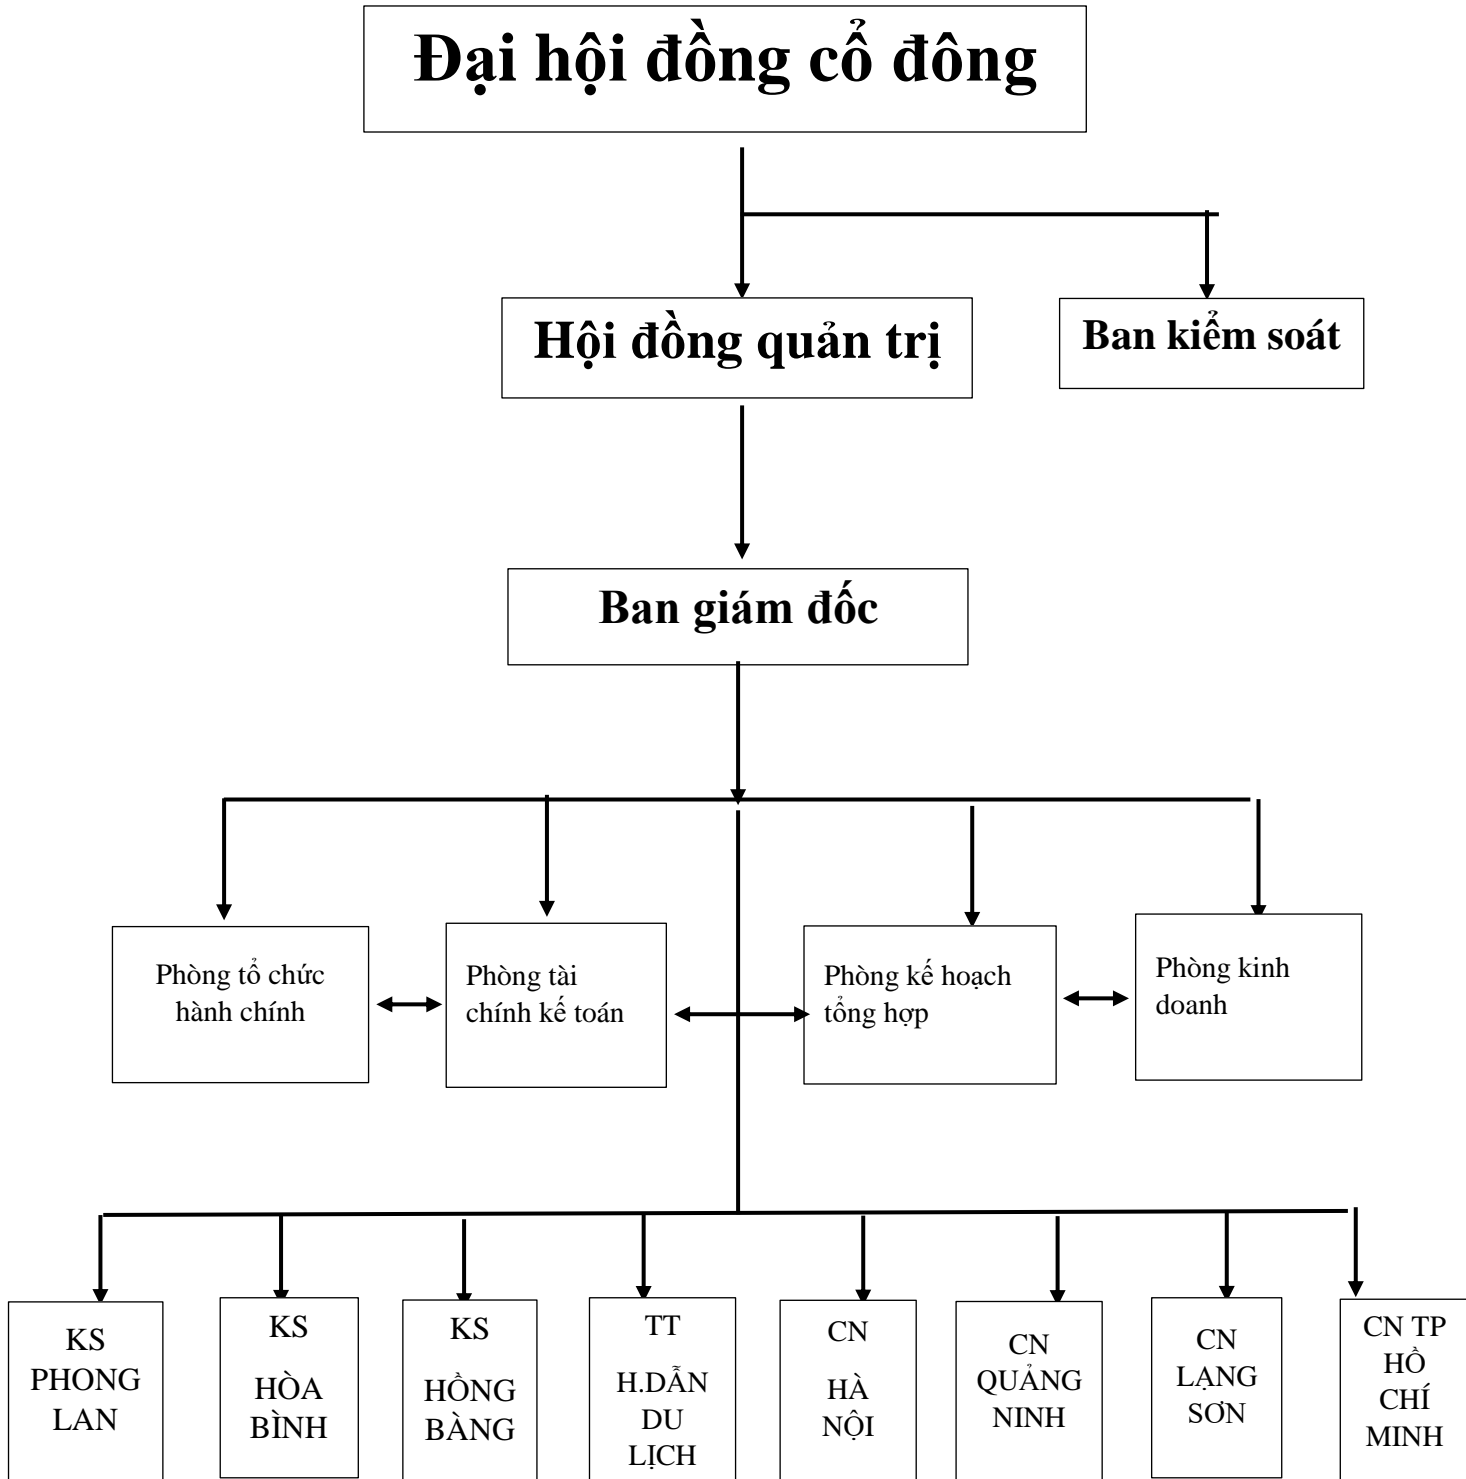 Đại hội đồng cổ đông
Hội đồng quản trị
Ban kiểm soát
Ban giám đốc
Phòng tổ chức
hành chính
Phòng tài
chính kế toán
Phòng kế hoạch
tổng hợp
Phòng kinh
doanh
KS
PHONG
LAN
KS
HÒA
BÌNH
KS
HỒNG
BÀNG
TT
H.DẪN
DU
LỊCH
CN
HÀ
NỘI
CN
QUẢNG
NINH
CN
LẠNG
SƠN
CN TP
HỒ
CHÍ
MINH